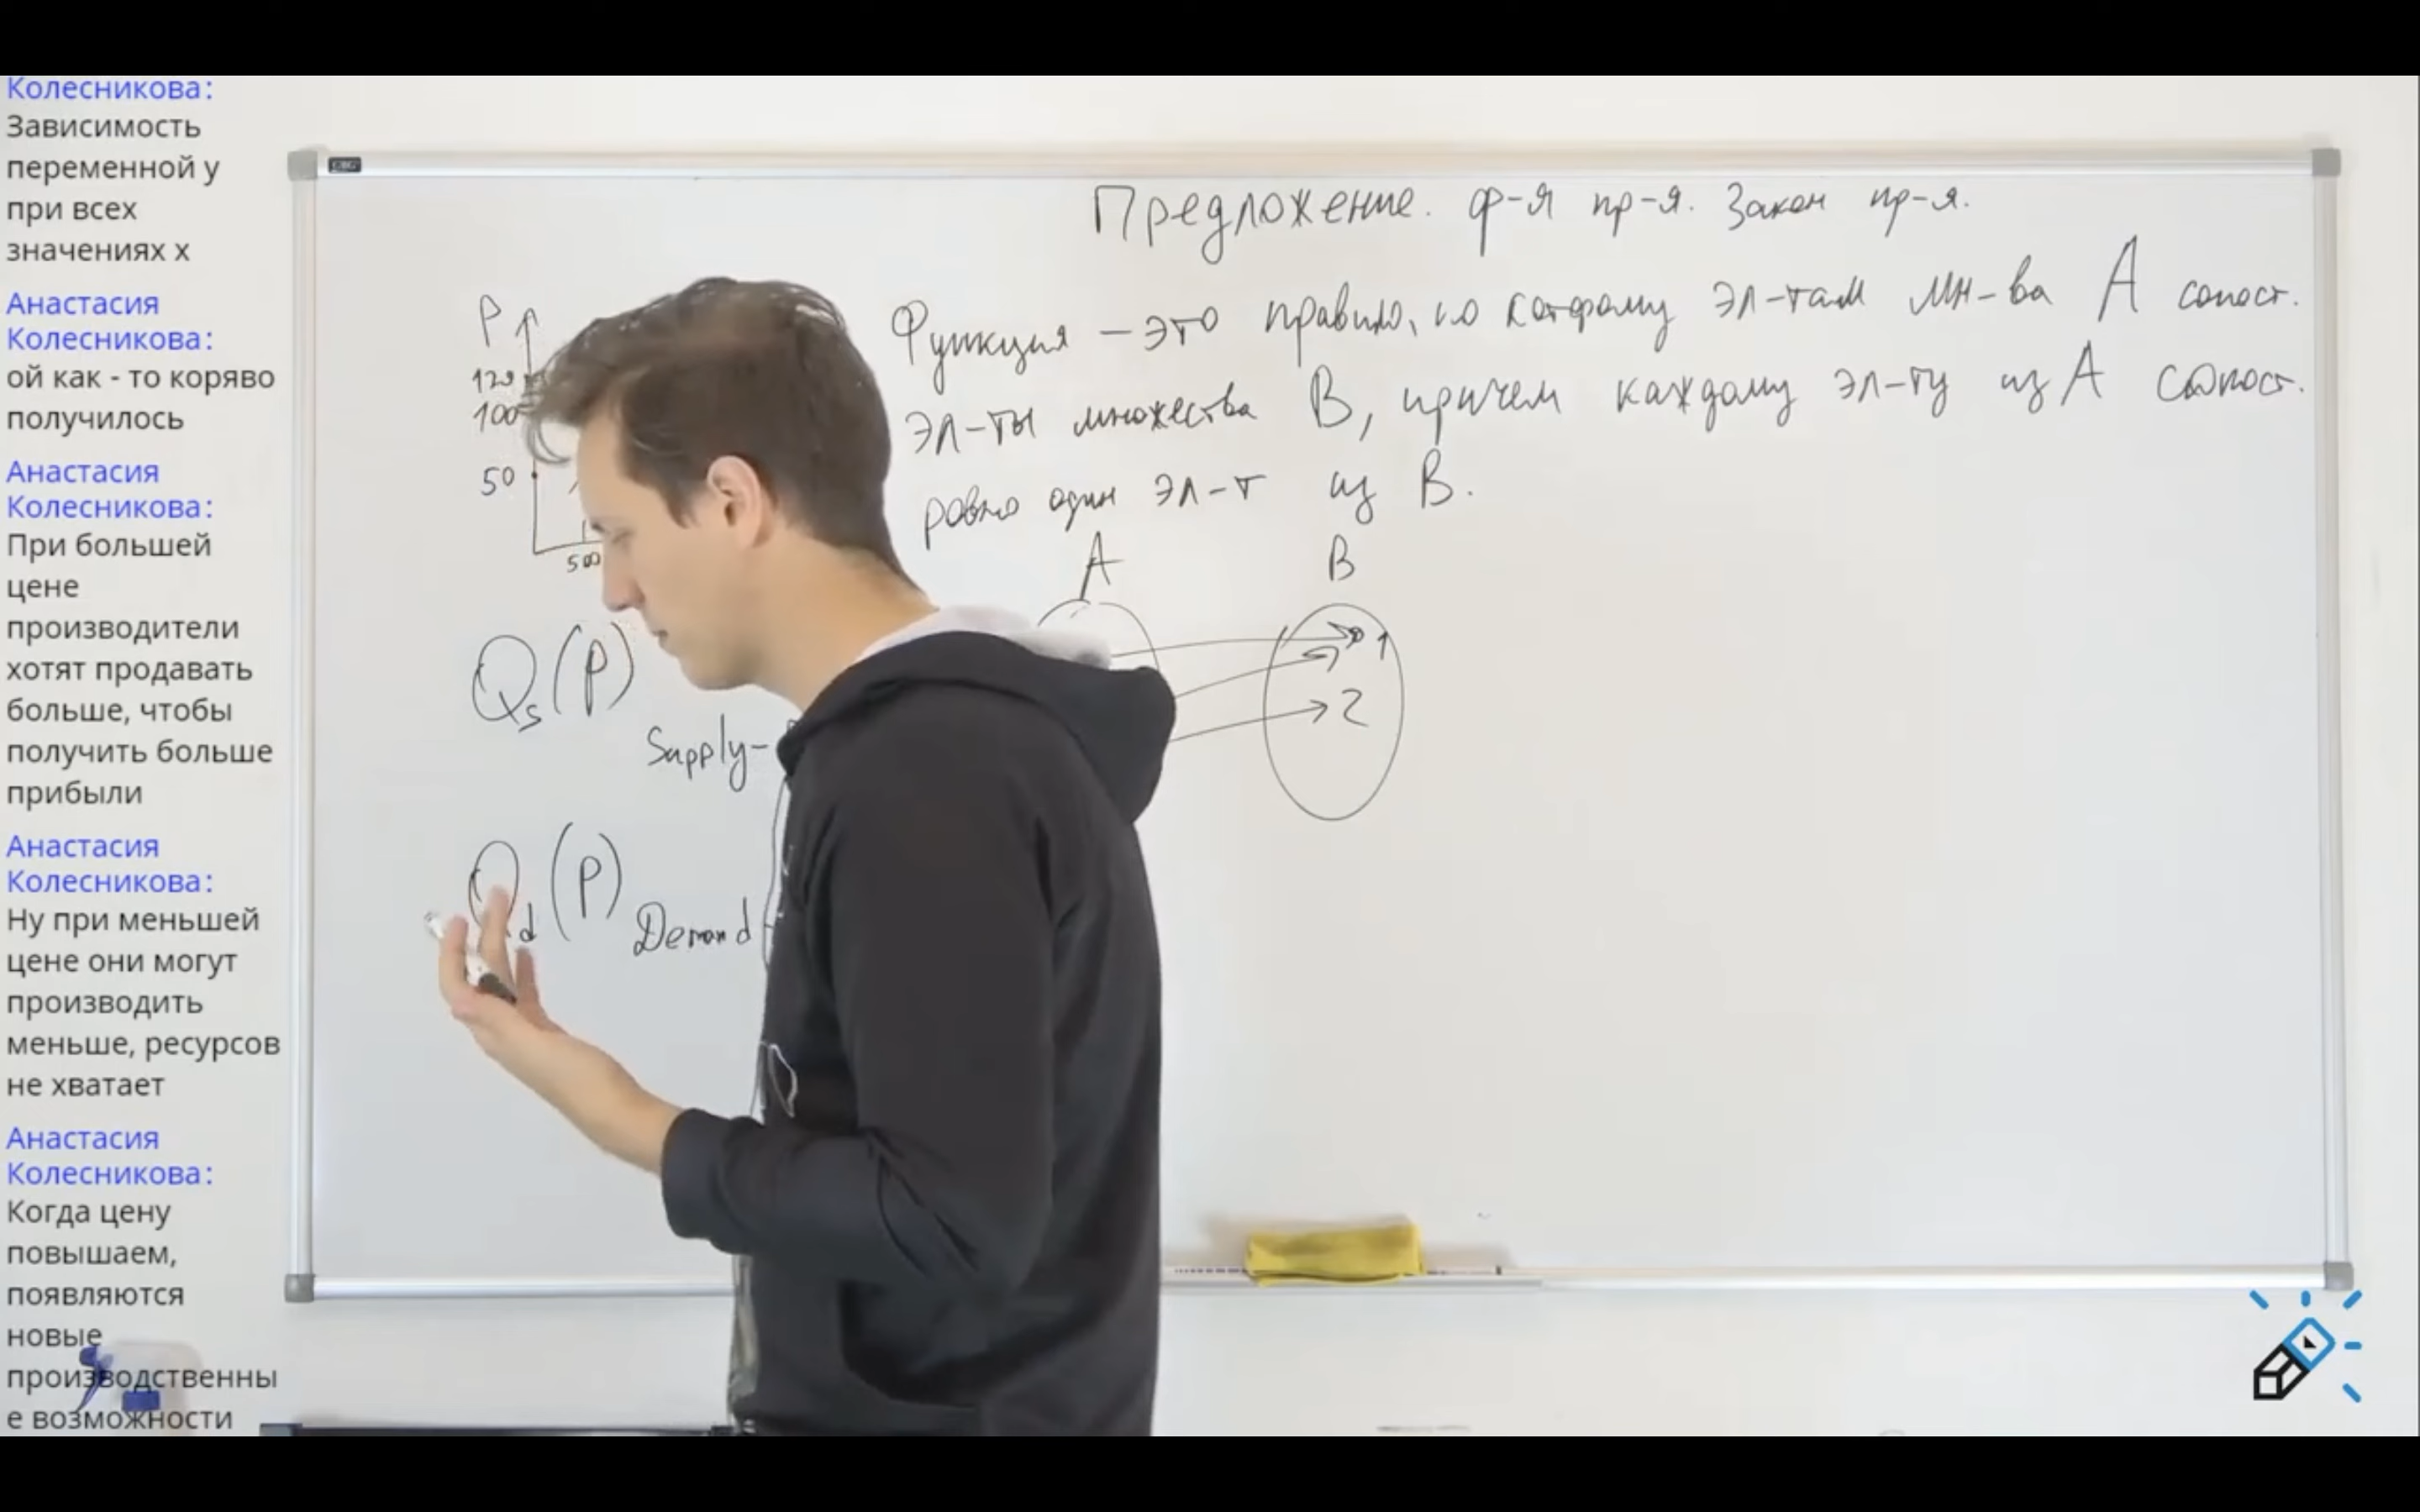 Колесникова:
Зависимость
переменной у
при всех
значениях х
Анастасия
Колесникова:
ой как - то коряво
получилось
Анастасия
Колесникова:
При большей
цене
производители
хотят продавать
больше, чтобы
получить больше
прибыли
Анастасия
Колесникова:
Ну при меньшей
цене они могут
производить
меньше, ресурсов
не хватает
Анастасия
Колесникова:
Когда цену
повышаем,
появляются
новые
производственны
е возможности
Предложение. ф-я пр-я. Закон пр-я.
Функция – это правило, по которому эл-там мн-ва A сопост.
эл-ты множества B, причем каждому эл-ту из A сопост.
ровно один эл-т из B.
P
120
100
50
500
Qs(P)
Supply-
Qd(P)
Demand
A
B
1
2